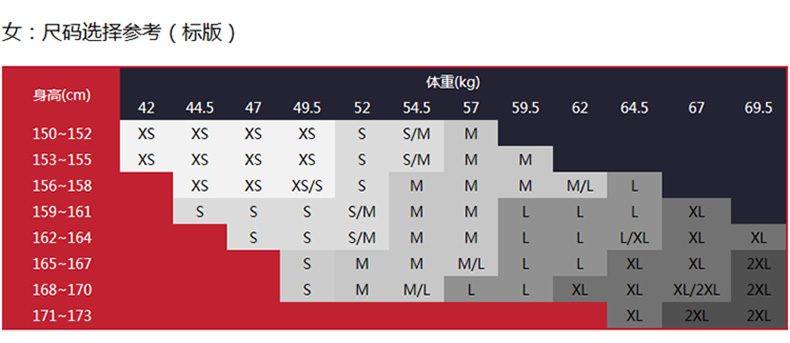 女：尺码选择参考（标版）
体重(kg)
身高(cm)
42 44.5 47 49.5 52 54.5 57 59.5 62 64.5 67 69.5
150~152 XS XS XS XS S S/M M
153~155 XS XS XS XS S S/M M M
156~158 XS XS XS/S S M M M M/L L
159~161 S S S S/M M M L L L XL
162~164 S S S/M M M L L L/XL XL XL
165~167 S M M M/L L L XL XL 2XL
168~170 S M M/L L L XL XL XL/2XL 2XL
171~173 XL 2XL 2XL